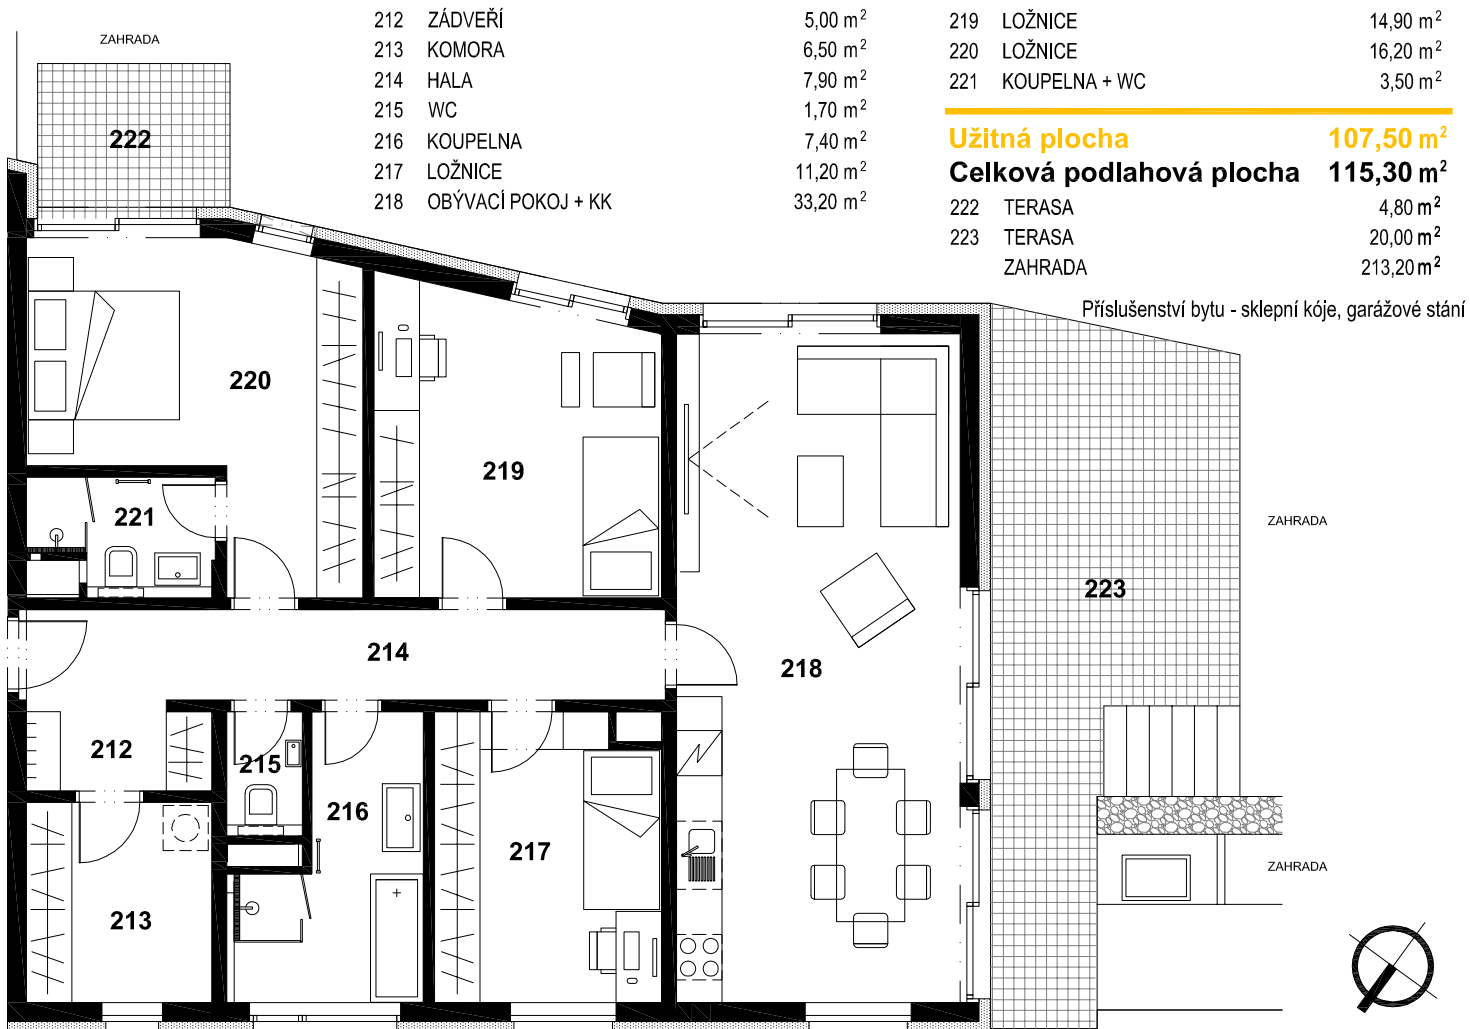 212 ZÁDVEŘÍ 5,00 m²
213 KOMORA 6,50 m²
214 HALA 7,90 m²
215 WC 1,70 m²
216 KOUPELNA 7,40 m²
217 LOŽNICE 11,20 m²
218 OBÝVACÍ POKOJ + KK 33,20 m²
219 LOŽNICE 14,90 m²
220 LOŽNICE 16,20 m²
221 KOUPELNA + WC 3,50 m²
Užitná plocha 107,50 m²
Celková podlahová plocha 115,30 m²
222 TERASA 4,80 m²
223 TERASA 20,00 m²
ZAHRADA 213,20 m²
Příslušenství bytu - sklepní kóje, garážové stání
ZAHRADA
222
220
219
221
ZAHRADA
223
214
218
212
215
216
217
ZAHRADA
213